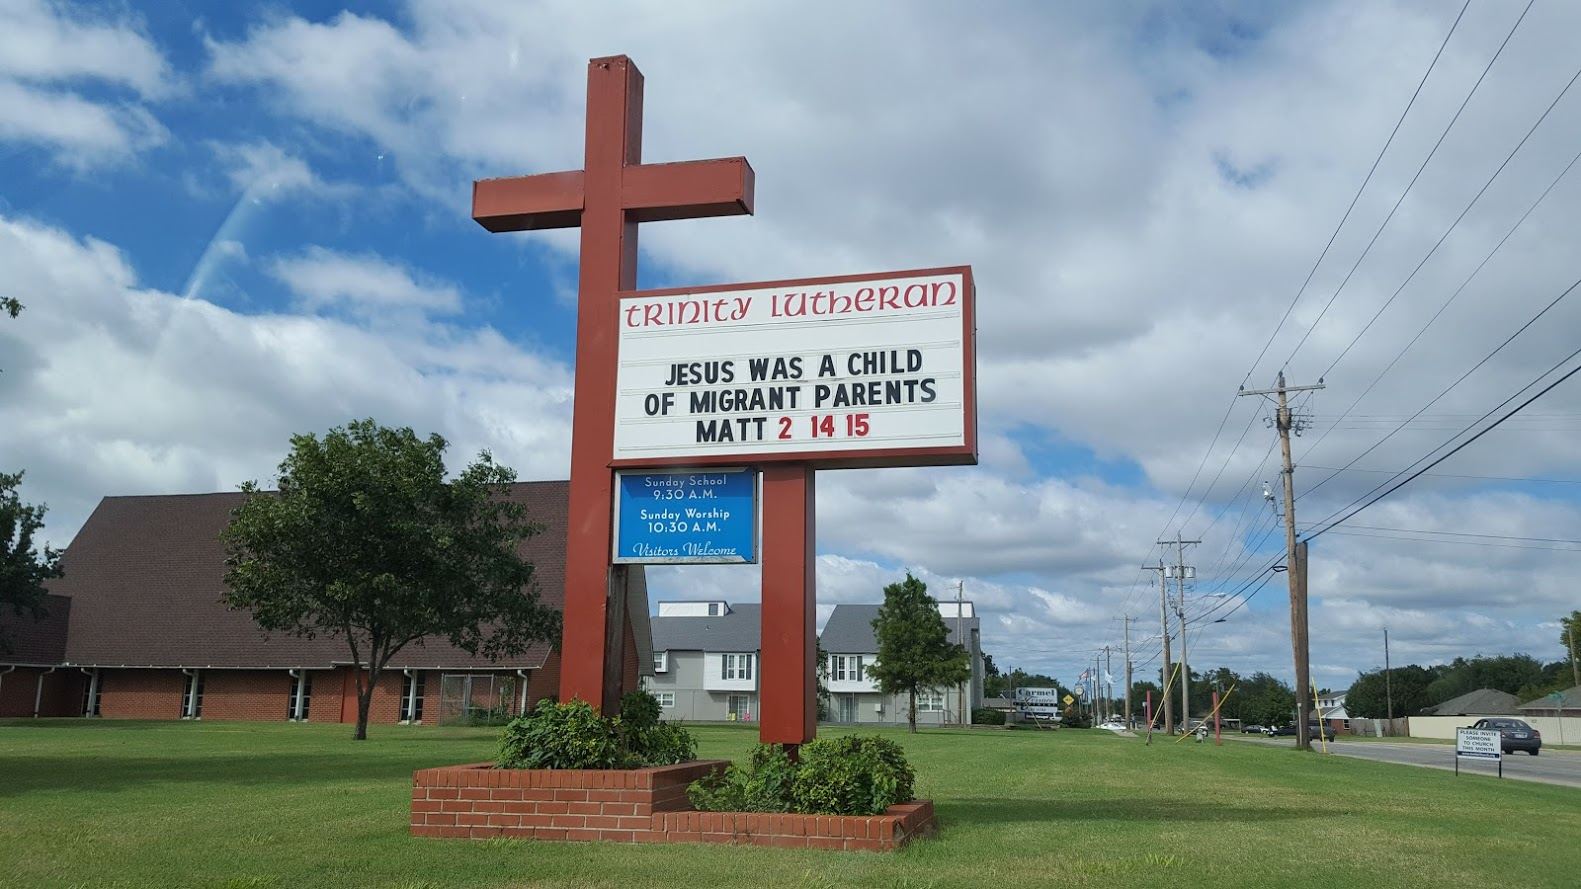 TRINITY LUTHERAN
JESUS WAS A CHILD
OF MIGRANT PARENTS
MATT 2 14 15
Sunday School
9:30 A.M.
Sunday Worship
10:30 A.M.
Visitors Welcome
Carmel
PLEASE INVITE
SOMEONE
TO CHURCH
THIS MONTH